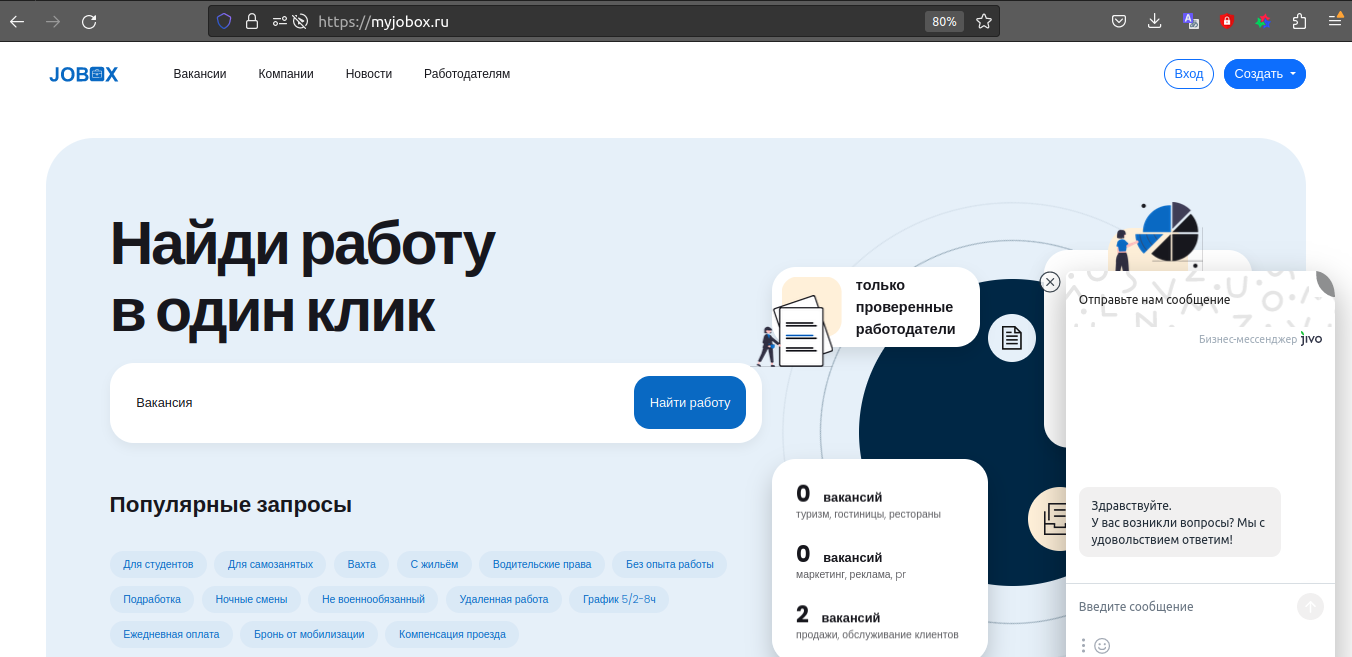 https://myjobox.ru
80%
JOBOX
Вакансии
Компании
Новости
Работодателям
Вход
Создать
Найди работу
в один клик
только
проверенные
работодатели
Вакансия
Найти работу
Популярные запросы
Для студентов
Для самозанятых
Вахта
С жильём
Водительские права
Без опыта работы
Подработка
Ночные смены
Не военнообязанный
Удаленная работа
График 5/2-8ч
Ежедневная оплата
Бронь от мобилизации
Компенсация проезда
0 вакансий
туризм, гостиницы, рестораны
0 вакансий
маркетинг, реклама, pr
2 вакансий
продажи, обслуживание клиентов
Отправьте нам сообщение
Бизнес-мессенджер jivo
Здравствуйте.
У вас возникли вопросы? Мы с
удовольствием ответим!
Введите сообщение